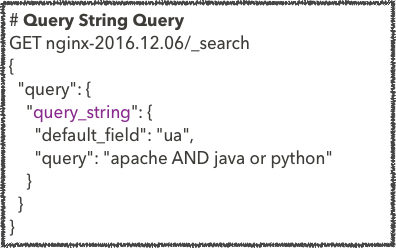 # Query String Query
GET nginx-2016.12.06/_search
{
  "query": {
    "query_string": {
      "default_field": "ua",
      "query": "apache AND java or python"
    }
  }
}